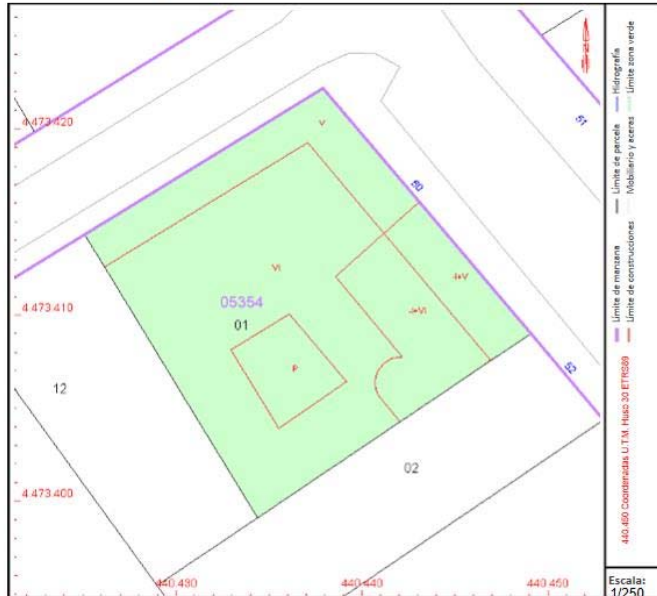 V
51
4 473 420
50
VI
-I+V
05354
4 473 410
01
-I+VI
P
52
12
02
4 473 400
440 430
440 440
440 450
Límite de manzana
Límite de construcciones
Límite de parcela
Mobiliario y aceras
Hidrografía
Límite zona verde
440.450 Coordenadas U.T.M. Huso 30 ETRS89
Escala:
1/250